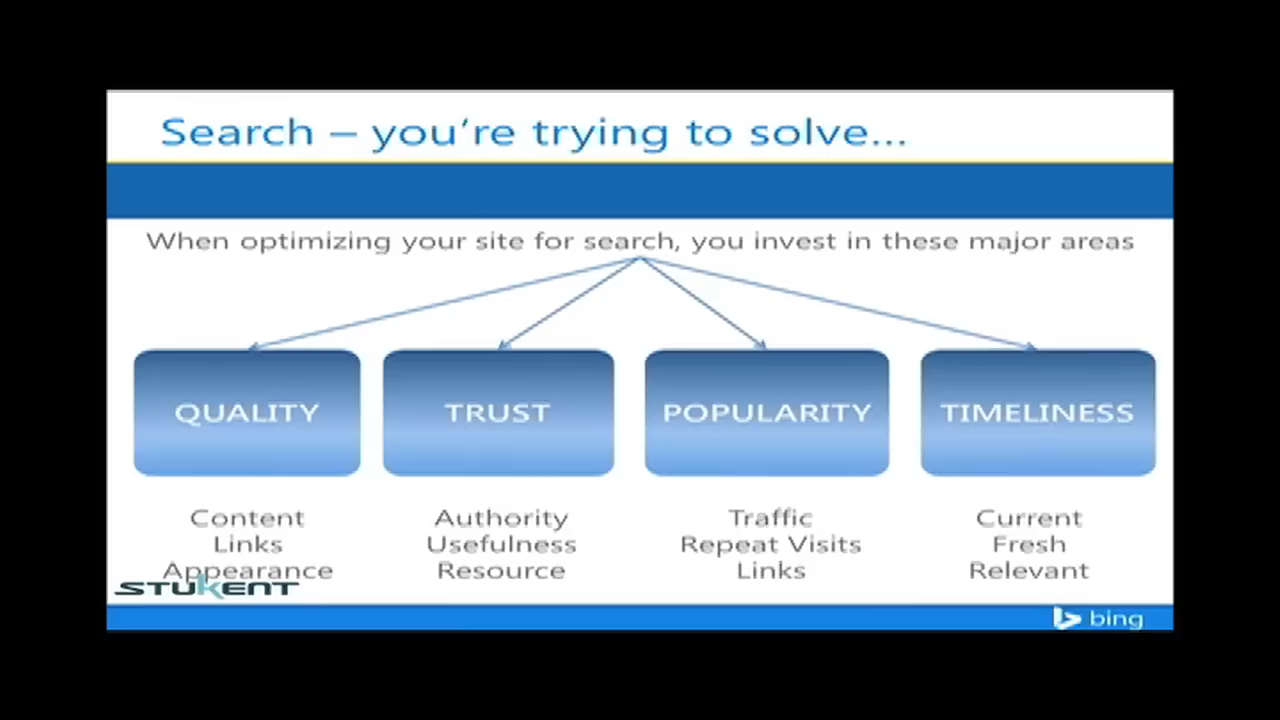 Search – you're trying to solve...
When optimizing your site for search, you invest in these major areas
QUALITY
TRUST
POPULARITY
TIMELINESS
Content
Links
Appearance
Authority
Usefulness
Resource
Traffic
Repeat Visits
Links
Current
Fresh
Relevant
STUKENT
bing